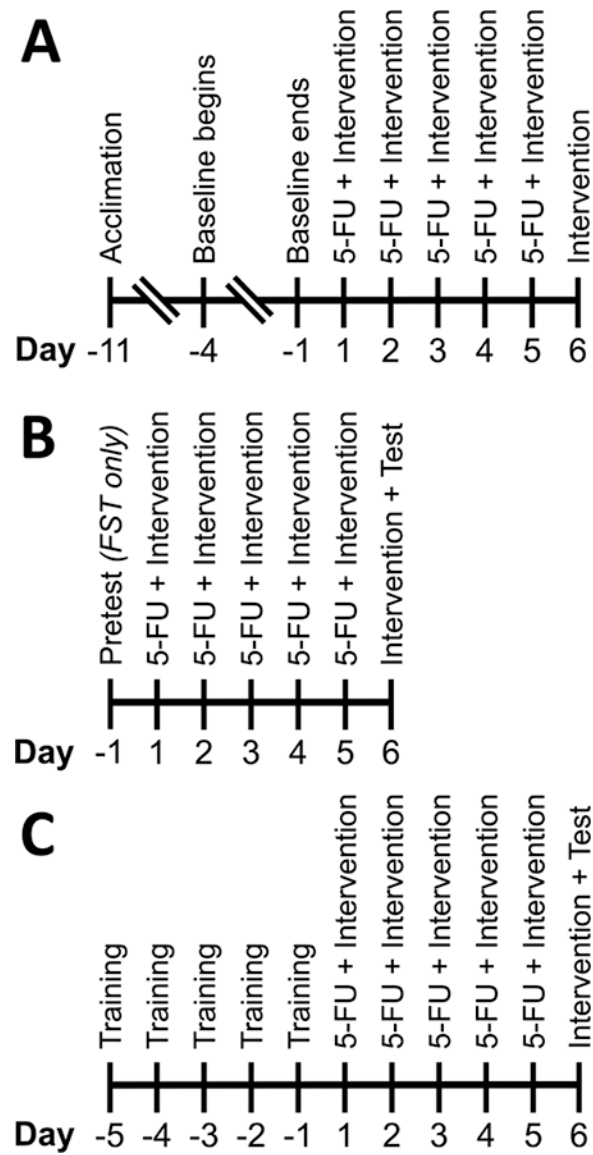 A
Acclimation
Baseline begins
Baseline ends
5-FU + Intervention
5-FU + Intervention
5-FU + Intervention
5-FU + Intervention
5-FU + Intervention
Intervention
Day -11 -4 -1 1 2 3 4 5 6
B
Pretest (FST only)
5-FU + Intervention
5-FU + Intervention
5-FU + Intervention
5-FU + Intervention
5-FU + Intervention
Intervention + Test
Day -1 1 2 3 4 5 6
C
Training
Training
Training
Training
Training
5-FU + Intervention
5-FU + Intervention
5-FU + Intervention
5-FU + Intervention
5-FU + Intervention
Intervention + Test
Day -5 -4 -3 -2 -1 1 2 3 4 5 6